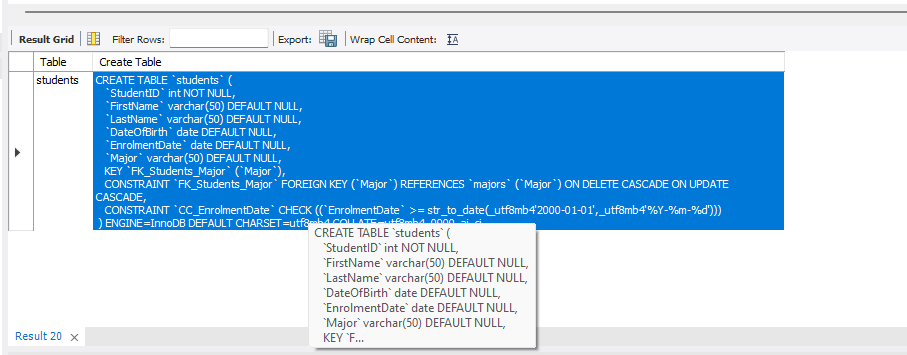 Result Grid Filter Rows: Export: Wrap Cell Content:
Table Create Table
students CREATE TABLE `students` (
`StudentID` int NOT NULL,
`FirstName` varchar(50) DEFAULT NULL,
`LastName` varchar(50) DEFAULT NULL,
`DateOfBirth` date DEFAULT NULL,
`EnrolmentDate` date DEFAULT NULL,
`Major` varchar(50) DEFAULT NULL,
KEY `FK_Students_Major` (`Major`),
CONSTRAINT `FK_Students_Major` FOREIGN KEY (`Major`) REFERENCES `majors` (`Major`) ON DELETE CASCADE ON UPDATE
CASCADE,
CONSTRAINT `CC_EnrolmentDate` CHECK ((`EnrolmentDate` >= str_to_date(_utf8mb4'2000-01-01',_utf8mb4'%Y-%m-%d')))
) ENGINE=InnoDB DEFAULT CHARSET=utf8mb4
CREATE TABLE `students` (
`StudentID` int NOT NULL,
`FirstName` varchar(50) DEFAULT NULL,
`LastName` varchar(50) DEFAULT NULL,
`DateOfBirth` date DEFAULT NULL,
`EnrolmentDate` date DEFAULT NULL,
`Major` varchar(50) DEFAULT NULL,
KEY `F...
Result 20